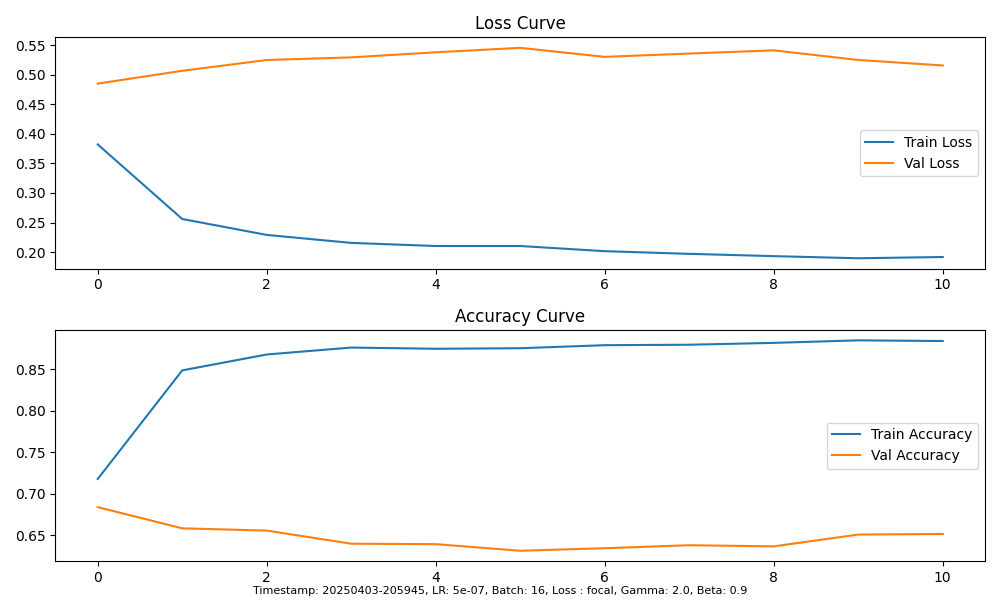 Loss Curve
0.55
0.50
0.45
0.40
0.35
0.30
0.25
0.20
Train Loss
Val Loss
0 2 4 6 8 10
Accuracy Curve
0.85
0.80
0.75
0.70
0.65
Train Accuracy
Val Accuracy
0 2 4 6 8 10
Timestamp: 20250403-205945, LR: 5e-07, Batch: 16, Loss : focal, Gamma: 2.0, Beta: 0.9